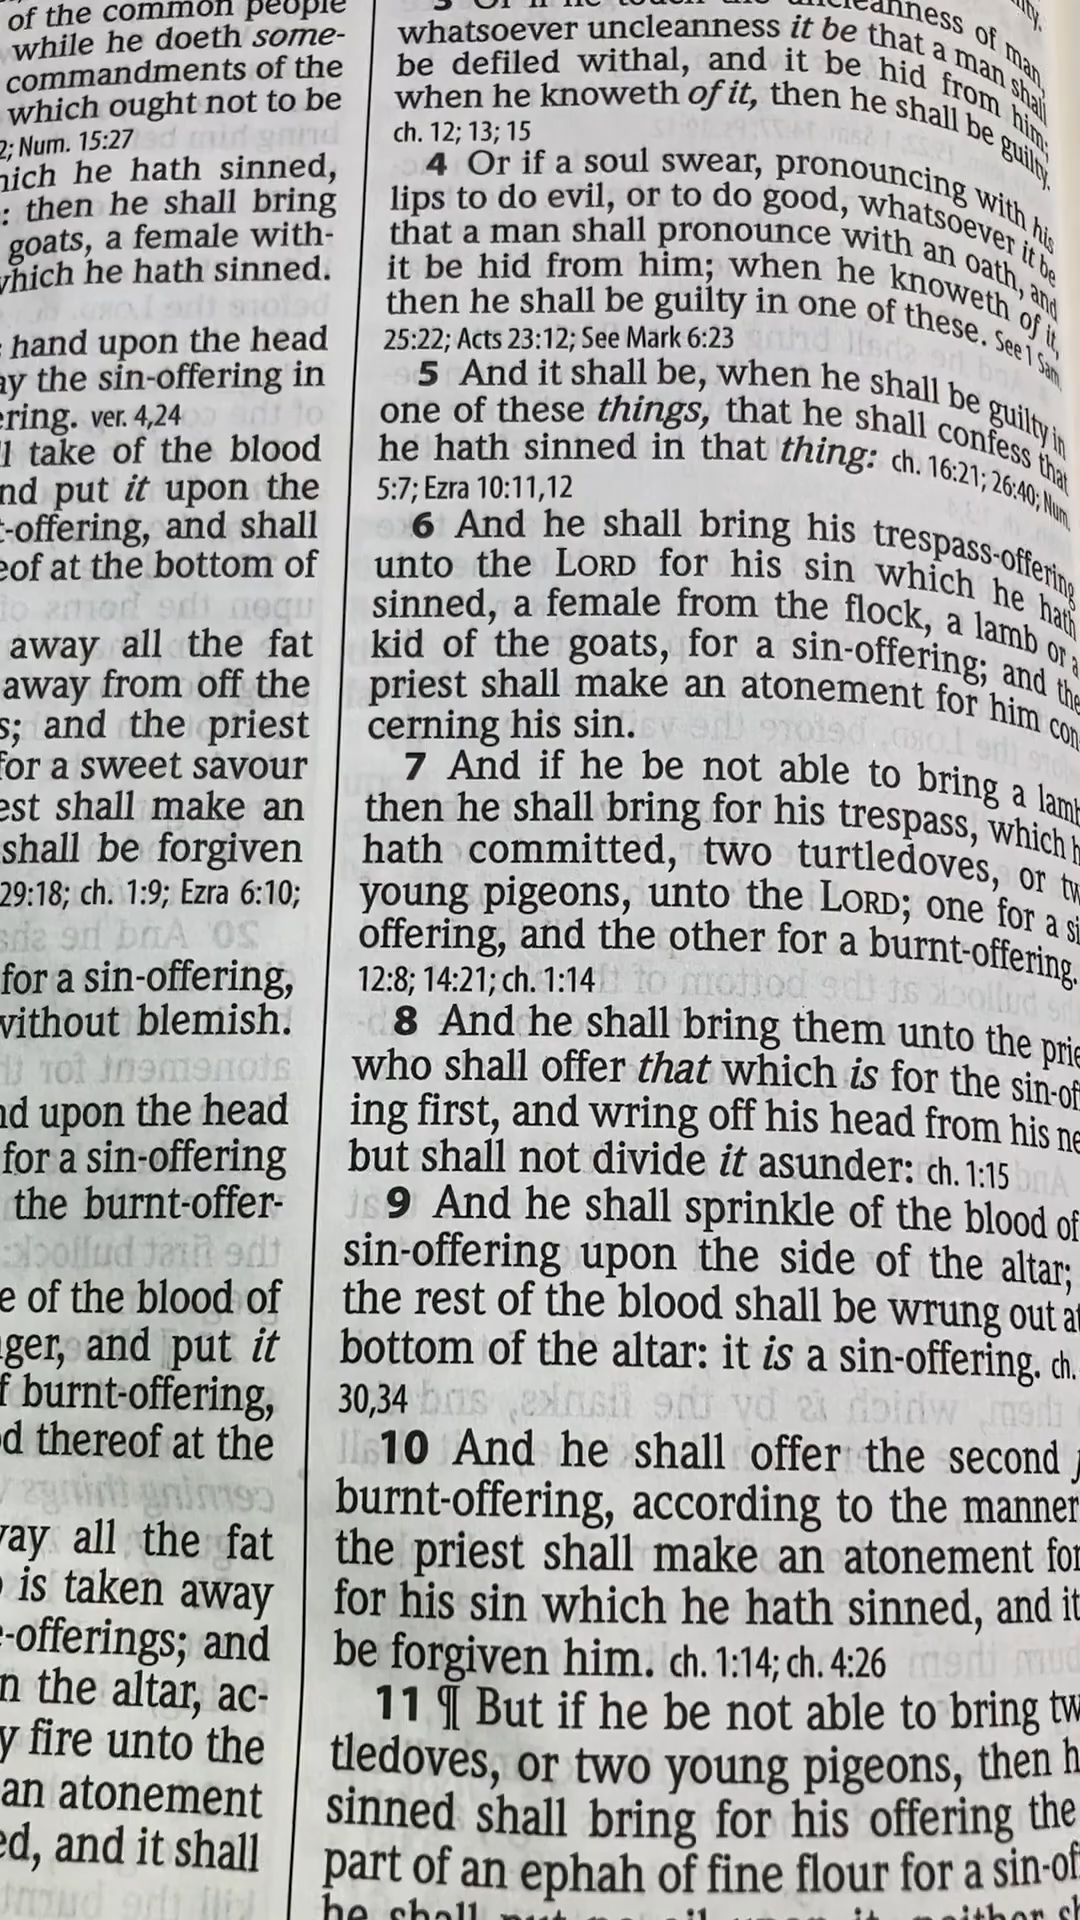 of the common people
while he doeth some-
commandments of the
which ought not to be
2; Num. 15:27
he hath sinned,
: then he shall bring
goats, a female with-
which he hath sinned.
hand upon the head
the sin-offering in
ver. 4,24
take of the blood
put it upon the
-offering, and shall
at the bottom of
away all the fat
away from off the
and the priest
for a sweet savour
shall make an
shall be forgiven
29:18; ch. 1:9; Ezra 6:10;
for a sin-offering,
without blemish.
upon the head
for a sin-offering
the burnt-offer-
of the blood of
and put it
burnt-offering,
thereof at the
all the fat
is taken away
-offerings; and
the altar, ac-
fire unto the
an atonement
and it shall
uncleanness of man,
whatsoever uncleanness it be that a man shall
be defiled withal, and it be hid from him;
when he knoweth of it, then he shall be guilty.
ch. 12; 13; 15
4 Or if a soul swear, pronouncing with his
lips to do evil, or to do good, whatsoever it be
that a man shall pronounce with an oath, and
it be hid from him; when he knoweth of it,
then he shall be guilty in one of these. See 1 Sam.
25:22; Acts 23:12; See Mark 6:23
5 And it shall be, when he shall be guilty in
one of these things, that he shall confess that
he hath sinned in that thing: ch. 16:21; 26:40; Num.
5:7; Ezra 10:11,12
6 And he shall bring his trespass-offering
unto the LORD for his sin which he hath
sinned, a female from the flock, a lamb or a
kid of the goats, for a sin-offering; and the
priest shall make an atonement for him con-
cerning his sin.
7 And if he be not able to bring a lamb
then he shall bring for his trespass, which
hath committed, two turtledoves, or
young pigeons, unto the LORD; one for a
offering, and the other for a burnt-offering.
12:8; 14:21; ch. 1:14
8 And he shall bring them unto the
who shall offer that which is for the
ing first, and wring off his head from his
but shall not divide it asunder: ch. 1:15
9 And he shall sprinkle of the blood of
sin-offering upon the side of the altar;
the rest of the blood shall be wrung out at
bottom of the altar: it is a sin-offering. ch.
30,34
10 And he shall offer the second
burnt-offering, according to the manner
the priest shall make an atonement for
for his sin which he hath sinned, and it
be forgiven him. ch. 1:14; ch. 4:26
11 ¶ But if he be not able to bring
tledoves, or two young pigeons, then
sinned shall bring for his offering the
part of an ephah of fine flour for a
he shall